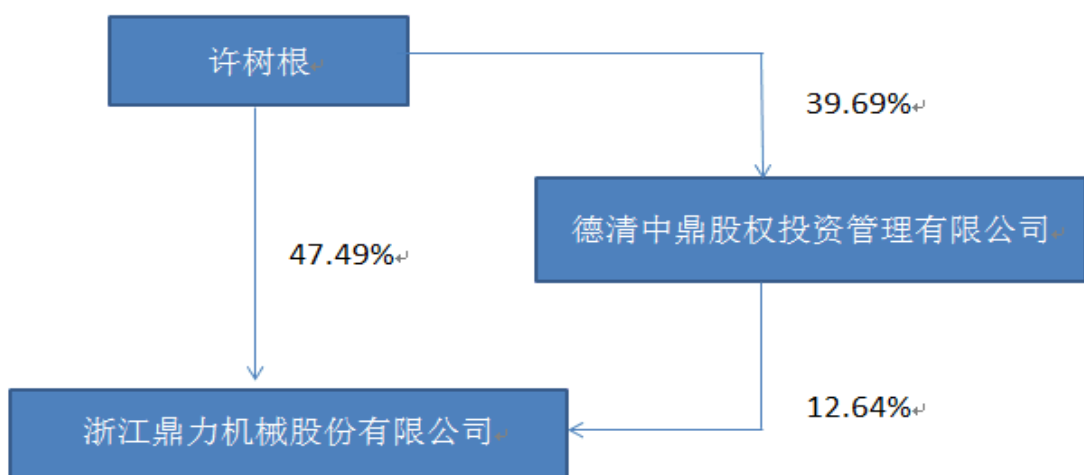 许树根
39.69%
德清中鼎股权投资管理有限公司
47.49%
12.64%
浙江鼎力机械股份有限公司